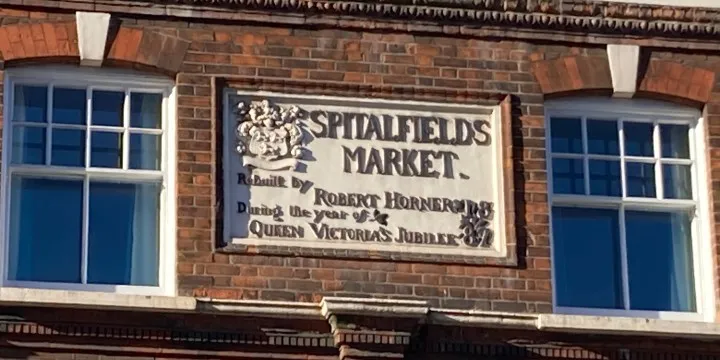 SPITALFIELDS
MARKET.
Rebuilt by
ROBERT HORNER 18
During the year of
QUEEN VICTORIA'S JUBILEE 87